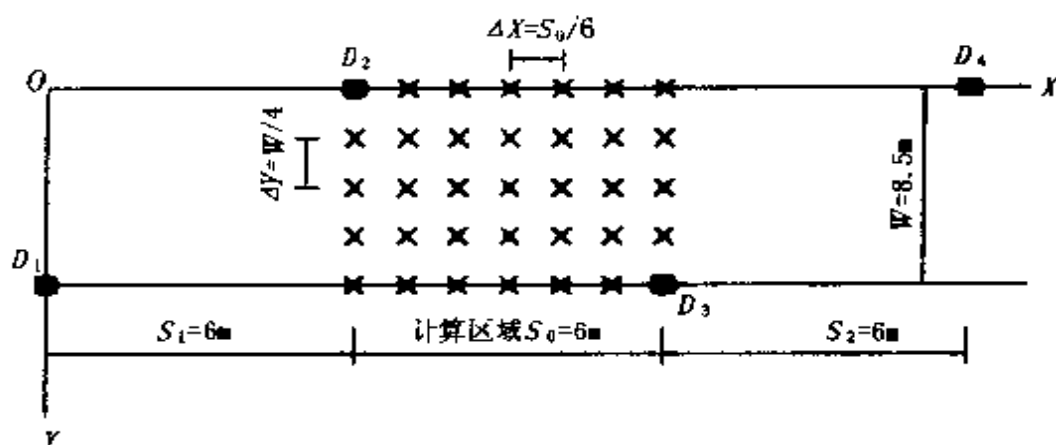 ΔX=S₀/6
D₂
D₄
O
X
ΔY=W/4
W=8.5m
D₁
D₃
S₁=6m
计算区域S₀=6m
S₂=6m
Y